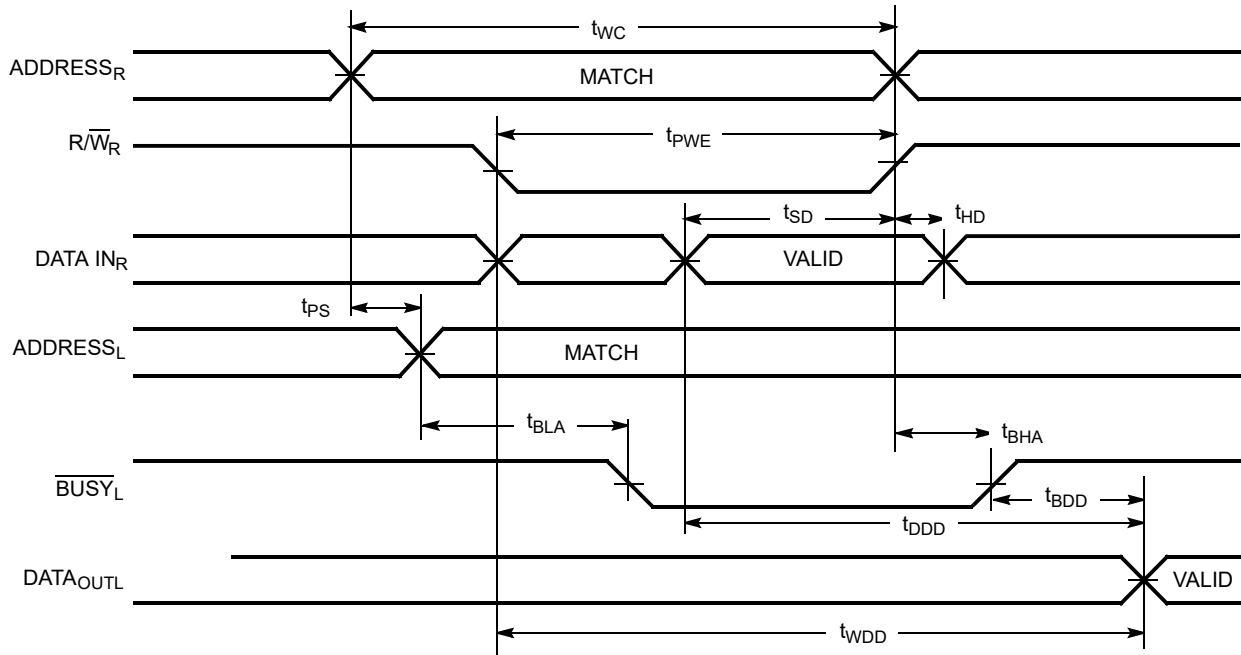 tWC
ADDRESSR
MATCH
R/W̅R
tPWE
tSD
tHD
DATA INR
VALID
tPS
ADDRESSL
MATCH
tBLA
tBHA
B̅U̅S̅Y̅L
tBDD
tDDD
DATAOUTL
VALID
tWDD